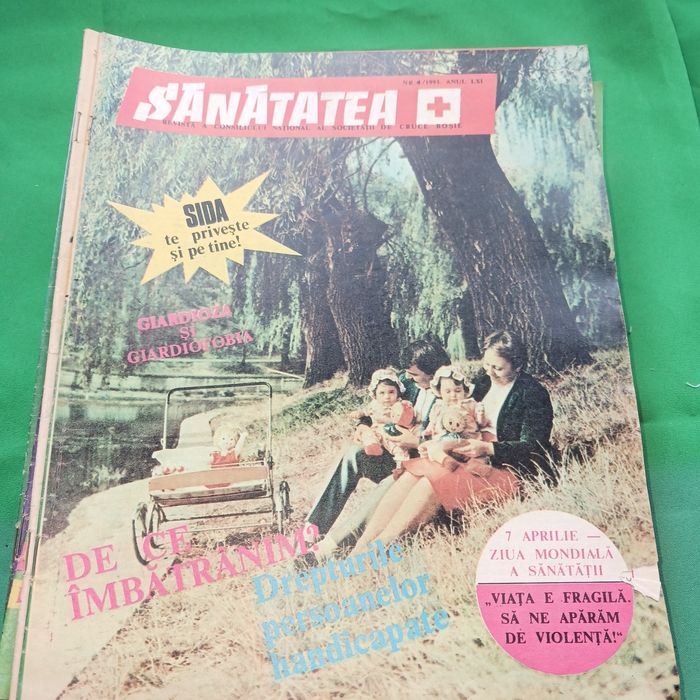 NR. 4/1993. ANUL LXI
SĂNĂTATEA
REVISTĂ A CONSILIULUI NAȚIONAL AL SOCIETĂȚII DE CRUCE ROȘIE
SIDA
te privește
și pe tine!
GIARDIOZA
ȘI
GIARDIOFOBIA
DE CE
ÎMBĂTRÂNIM?
Drepturile
persoanelor
handicapate
7 APRILIE —
ZIUA MONDIALĂ
A SĂNĂTĂȚII
„VIAȚA E FRAGILĂ.
SĂ NE APĂRĂM
DE VIOLENȚĂ!“